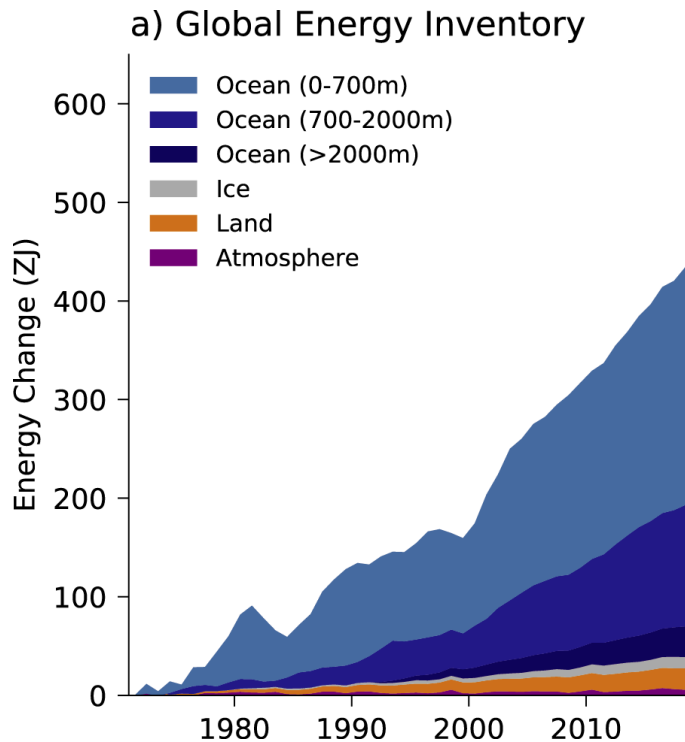 a) Global Energy Inventory
Ocean (0-700m)
Ocean (700-2000m)
Ocean (>2000m)
Ice
Land
Atmosphere
Energy Change (ZJ)
600
500
400
300
200
100
0
1980 1990 2000 2010